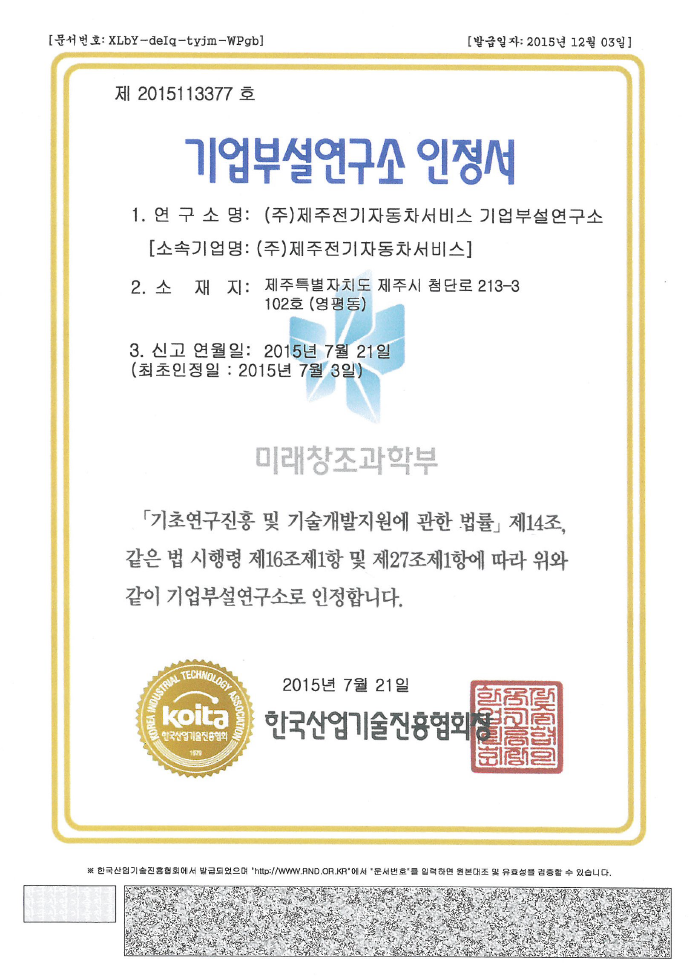 [문서번호: XLbY-deIq-tyjm-WPgb]
[발급일자: 2015년 12월 03일]
제 2015113377 호
기업부설연구소 인정서
1. 연 구 소 명: (주)제주전기자동차서비스 기업부설연구소
[소속기업명: (주)제주전기자동차서비스]
2. 소 재 지: 제주특별자치도 제주시 첨단로 213-3
102호 (영평동)
3. 신고 연월일: 2015년 7월 21일
(최초인정일 : 2015년 7월 3일)
미래창조과학부
「기초연구진흥 및 기술개발지원에 관한 법률」 제14조,
같은 법 시행령 제16조제1항 및 제27조제1항에 따라 위와
같이 기업부설연구소로 인정합니다.
2015년 7월 21일
한국산업기술진흥협회장
KOREA INDUSTRIAL TECHNOLOGY ASSOCIATION
koita
한국산업기술진흥협회
1979
※ 한국산업기술진흥협회에서 발급되었으며 "http://WWW.RND.OR.KR"에서 "문서번호"를 입력하면 원본대조 및 유효성을 검증할 수 있습니다.